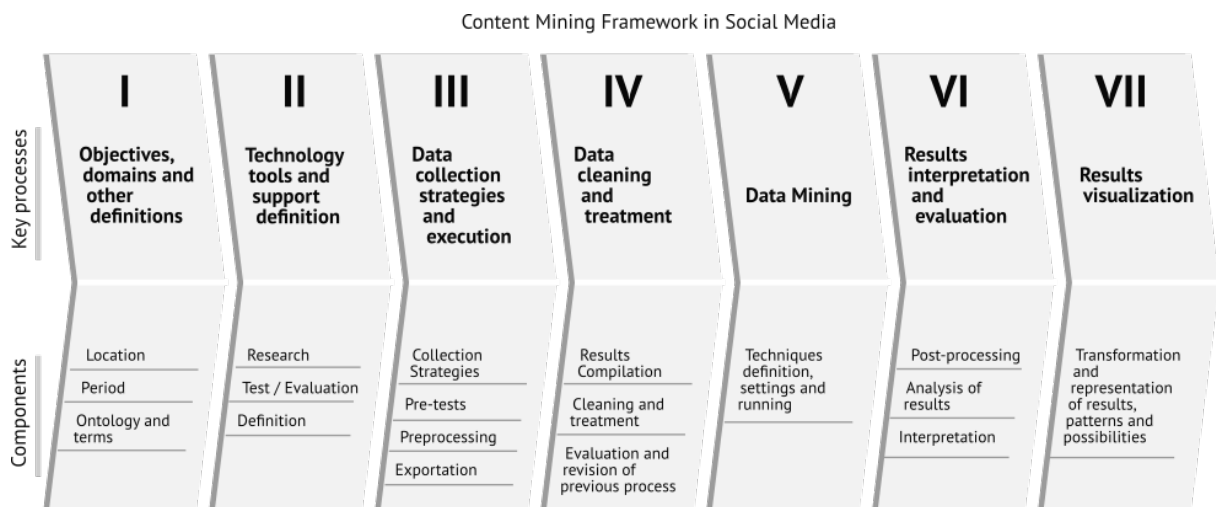 Content Mining Framework in Social Media
Key processes
I
Objectives,
domains and
other
definitions
II
Technology
tools and
support
definition
III
Data
collection
strategies
and
execution
IV
Data
cleaning
and
treatment
V
Data Mining
VI
Results
interpretation
and
evaluation
VII
Results
visualization
Components
Location
Period
Ontology and
terms
Research
Test / Evaluation
Definition
Collection
Strategies
Pre-tests
Preprocessing
Exportation
Results
Compilation
Cleaning and
treatment
Evaluation and
revision of
previous process
Techniques
definition,
settings and
running
Post-processing
Analysis of
results
Interpretation
Transformation
and
representation
of results,
patterns and
possibilities